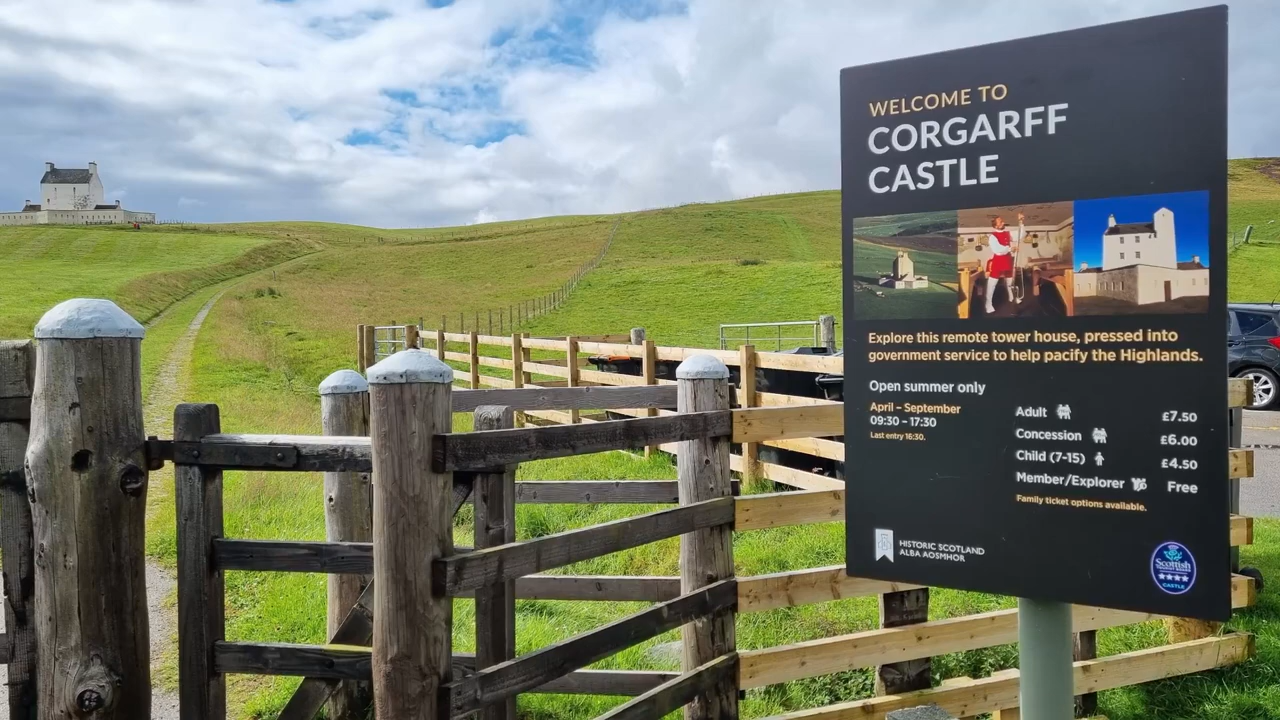 WELCOME TO
CORGARFF
CASTLE
Explore this remote tower house, pressed into
government service to help pacify the Highlands.
Open summer only
April – September
09:30 – 17:30
Last entry 16:30.
Adult £7.50
Concession £6.00
Child (7-15) £4.50
Member/Explorer Free
Family ticket options available.
HISTORIC SCOTLAND
ALBA AOSMHOR
Scottish
CASTLE